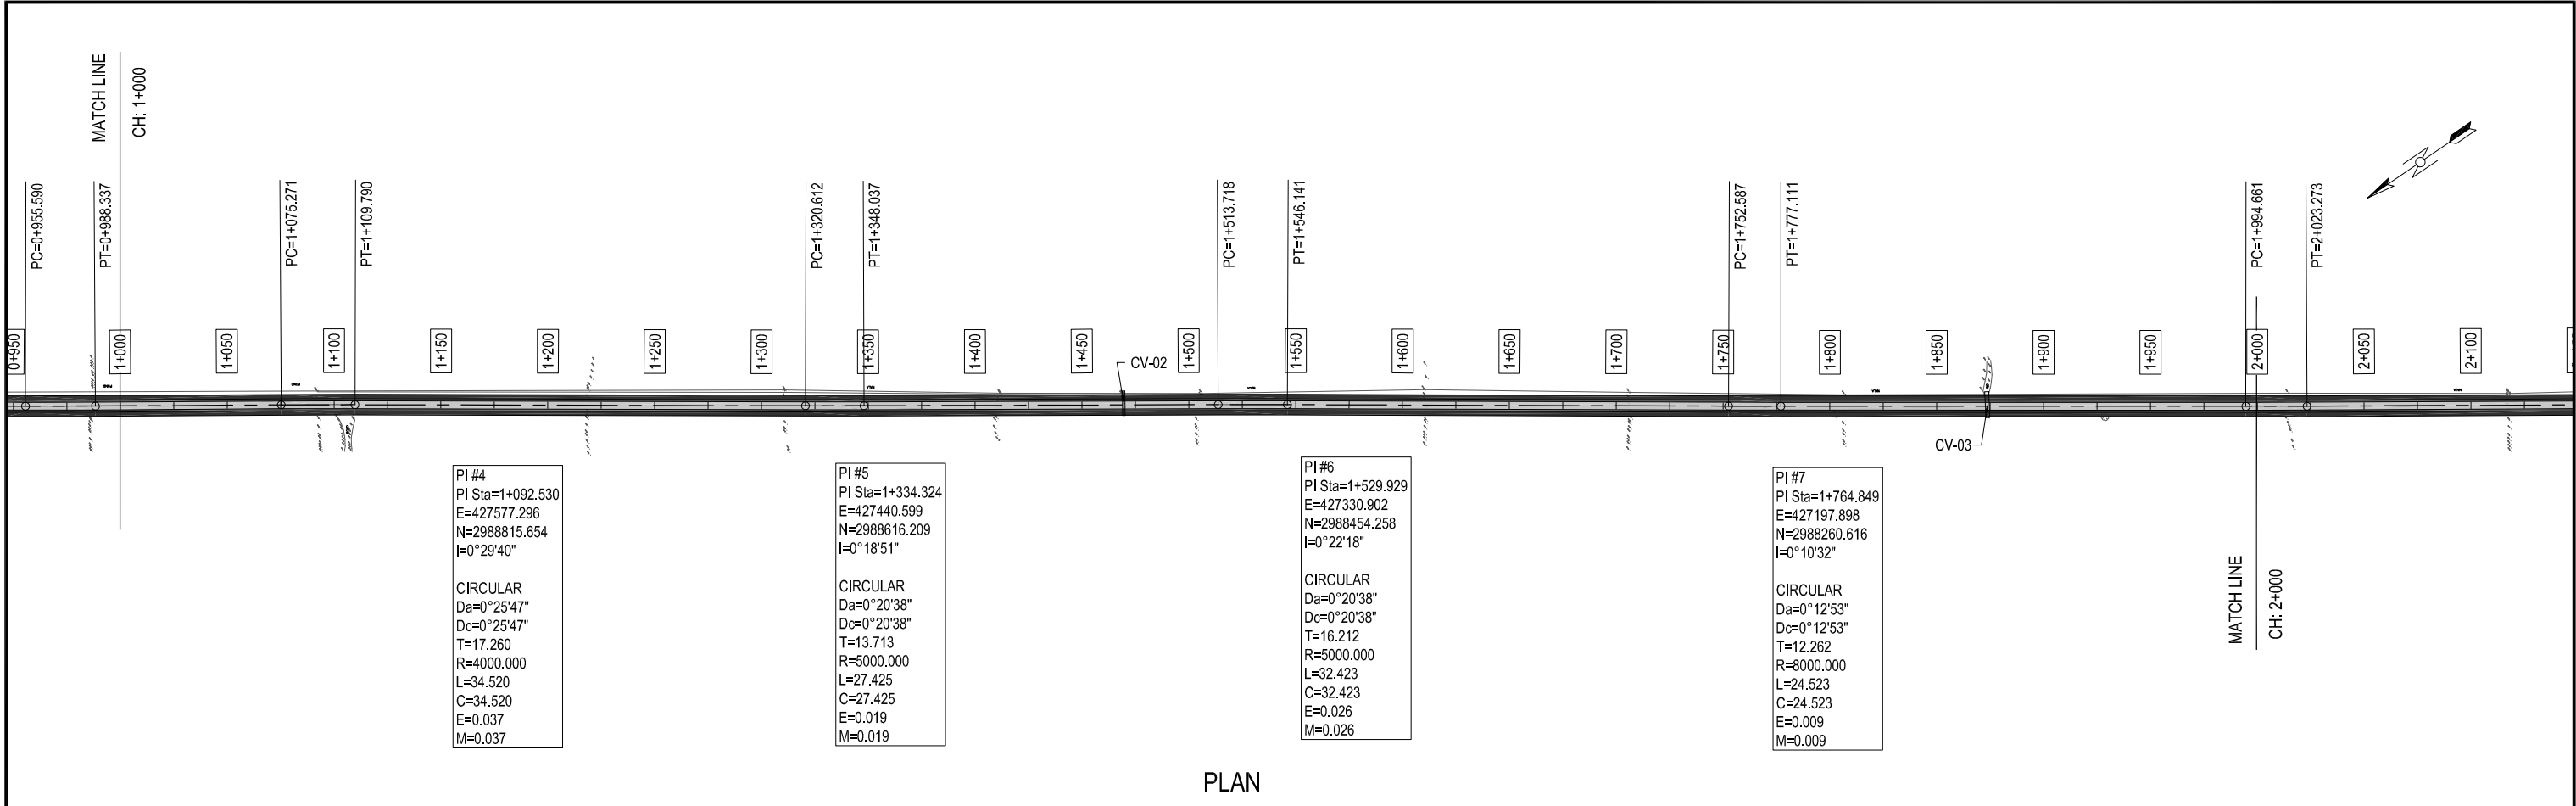 MATCH LINE
CH: 1+000
PC=0+955.590
PT=0+988.337
PC=1+075.271
PT=1+109.790
PC=1+320.612
PT=1+348.037
PC=1+513.718
PT=1+546.141
PC=1+752.587
PT=1+777.111
PC=1+994.661
PT=2+023.273
0+950
1+000
1+050
1+100
1+150
1+200
1+250
1+300
1+350
1+400
1+450
1+500
1+550
1+600
1+650
1+700
1+750
1+800
1+850
1+900
1+950
2+000
2+050
2+100
CV-02
CV-03
PI #4
PI Sta=1+092.530
E=427577.296
N=2988815.654
I=0°29'40"
CIRCULAR
Da=0°25'47"
Dc=0°25'47"
T=17.260
R=4000.000
L=34.520
C=34.520
E=0.037
M=0.037
PI #5
PI Sta=1+334.324
E=427440.599
N=2988616.209
I=0°18'51"
CIRCULAR
Da=0°20'38"
Dc=0°20'38"
T=13.713
R=5000.000
L=27.425
C=27.425
E=0.019
M=0.019
PI #6
PI Sta=1+529.929
E=427330.902
N=2988454.258
I=0°22'18"
CIRCULAR
Da=0°20'38"
Dc=0°20'38"
T=16.212
R=5000.000
L=32.423
C=32.423
E=0.026
M=0.026
PI #7
PI Sta=1+764.849
E=427197.898
N=2988260.616
I=0°10'32"
CIRCULAR
Da=0°12'53"
Dc=0°12'53"
T=12.262
R=8000.000
L=24.523
C=24.523
E=0.009
M=0.009
MATCH LINE
CH: 2+000
PLAN